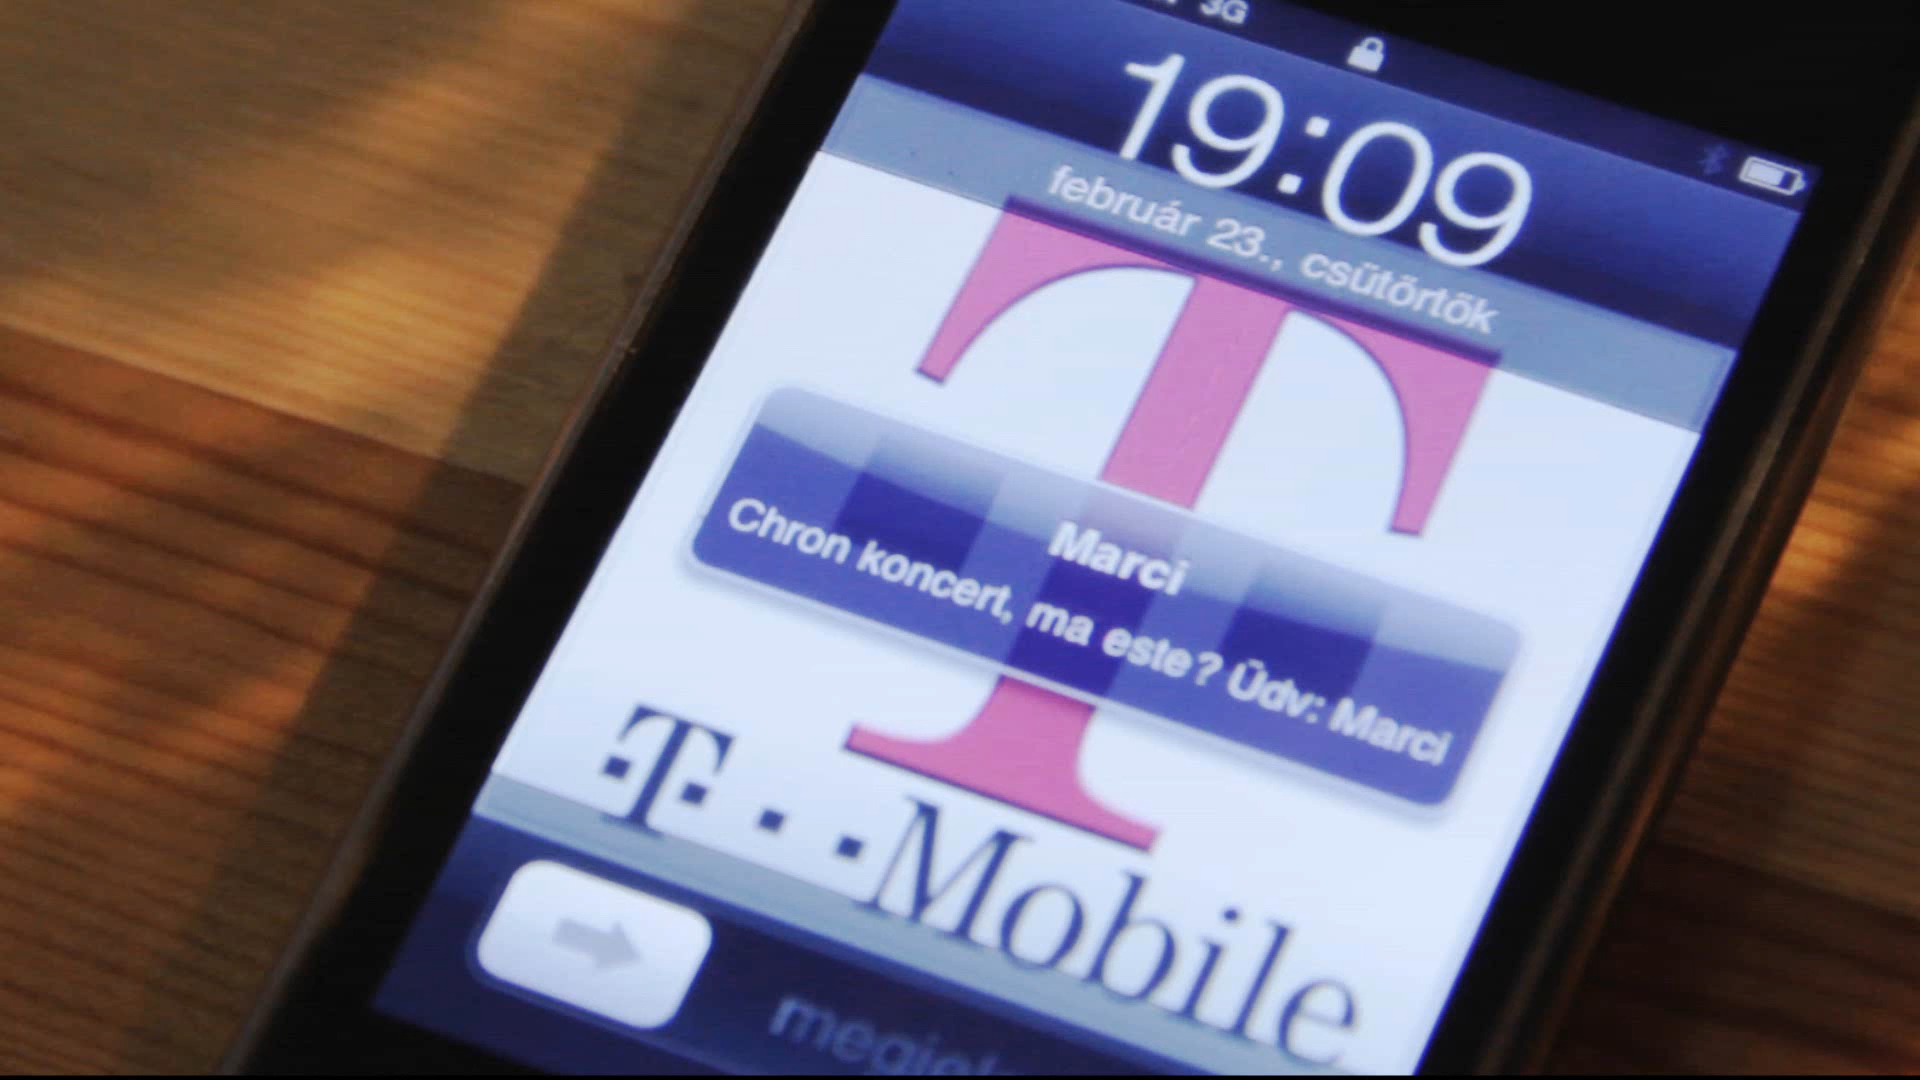 3G
19:09
február 23., csütörtök
Marci
Chron koncert, ma este? Üdv: Marci
T
T · · Mobile